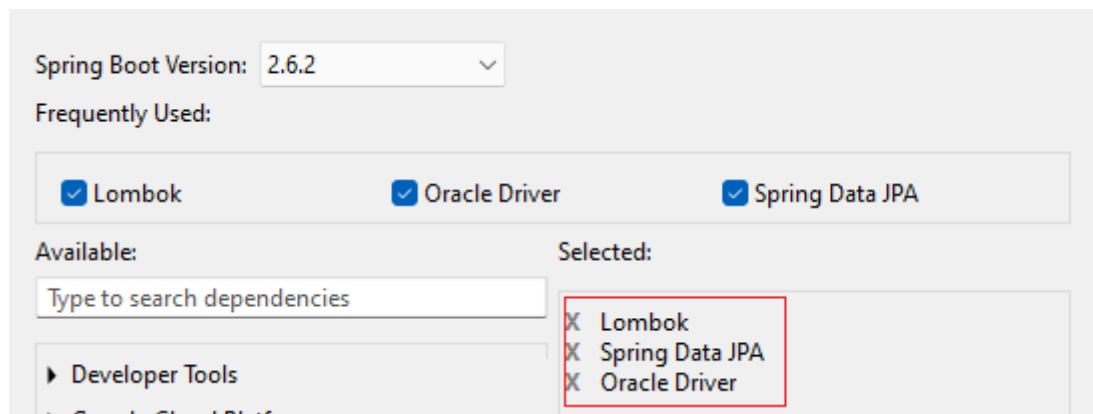 Spring Boot Version: 2.6.2
Frequently Used:
Lombok Oracle Driver Spring Data JPA
Available: Selected:
Type to search dependencies
X Lombok
X Spring Data JPA
X Oracle Driver
Developer Tools